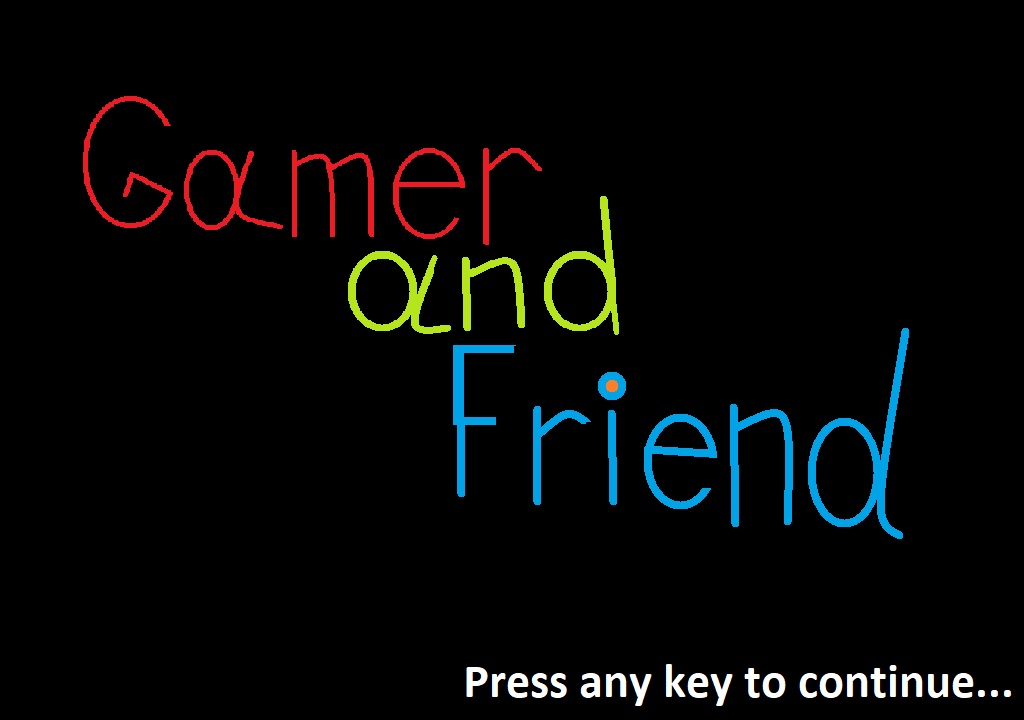 Gamer
and
Friend
Press any key to continue...